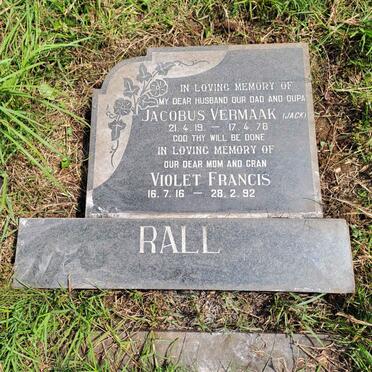 IN LOVING MEMORY OF
MY DEAR HUSBAND OUR DAD AND OUPA
JACOBUS VERMAAK (JACK)
21.4.19. – 17.4.78
GOD THY WILL BE DONE
IN LOVING MEMORY OF
OUR DEAR MOM AND GRAN
VIOLET FRANCIS
16.7.16 – 28.2.92
RALL